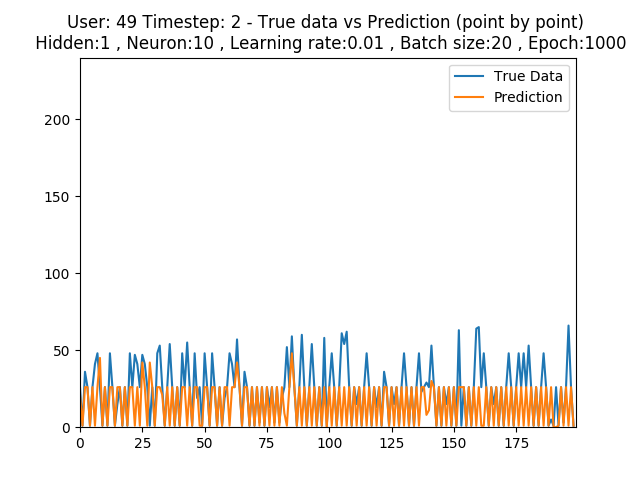 User: 49 Timestep: 2 - True data vs Prediction (point by point)
Hidden:1 , Neuron:10 , Learning rate:0.01 , Batch size:20 , Epoch:1000
True Data
Prediction
200
150
100
50
0
0 25 50 75 100 125 150 175